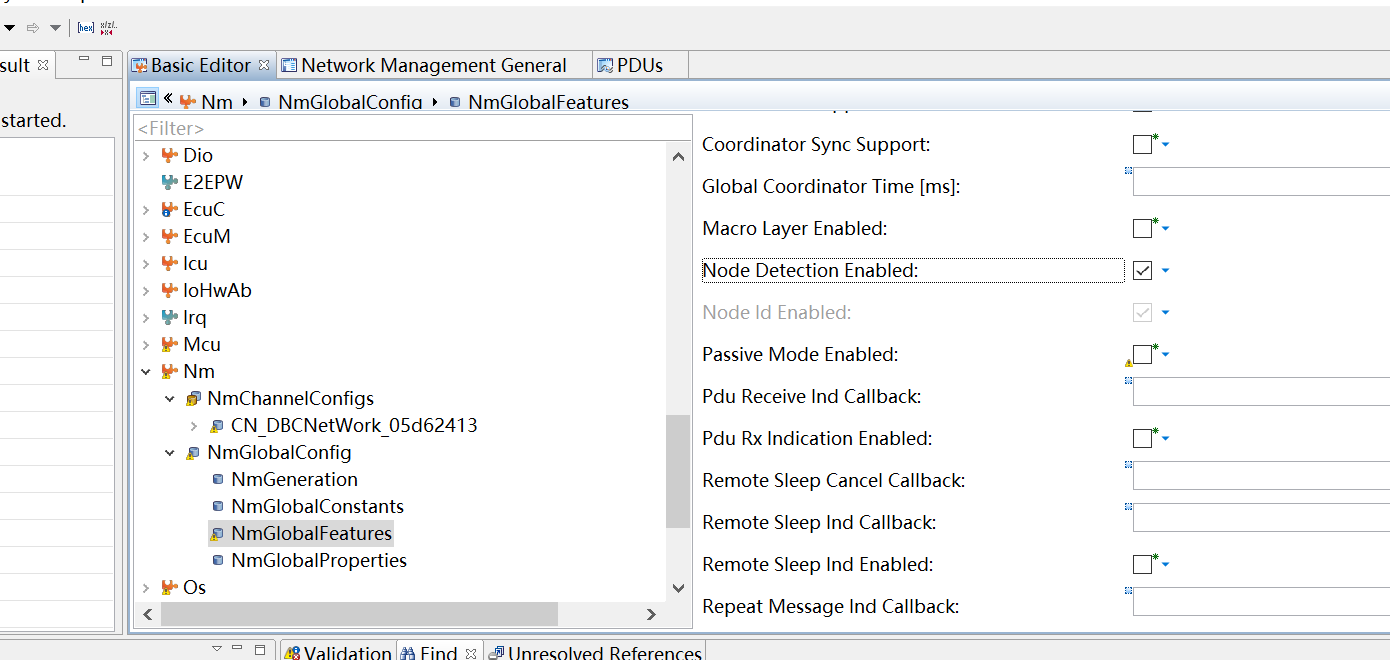 [hex]
sult
Basic Editor
Network Management General
PDUs
« Nm NmGlobalConfig NmGlobalFeatures
started.
<Filter>
Dio
E2EPW
EcuC
EcuM
Icu
IoHwAb
Irq
Mcu
Nm
NmChannelConfigs
CN_DBCNetWork_05d62413
NmGlobalConfig
NmGeneration
NmGlobalConstants
NmGlobalFeatures
NmGlobalProperties
Os
Coordinator Sync Support:
Global Coordinator Time [ms]:
Macro Layer Enabled:
Node Detection Enabled:
Node Id Enabled:
Passive Mode Enabled:
Pdu Receive Ind Callback:
Pdu Rx Indication Enabled:
Remote Sleep Cancel Callback:
Remote Sleep Ind Callback:
Remote Sleep Ind Enabled:
Repeat Message Ind Callback:
Validation
Find
Unresolved References